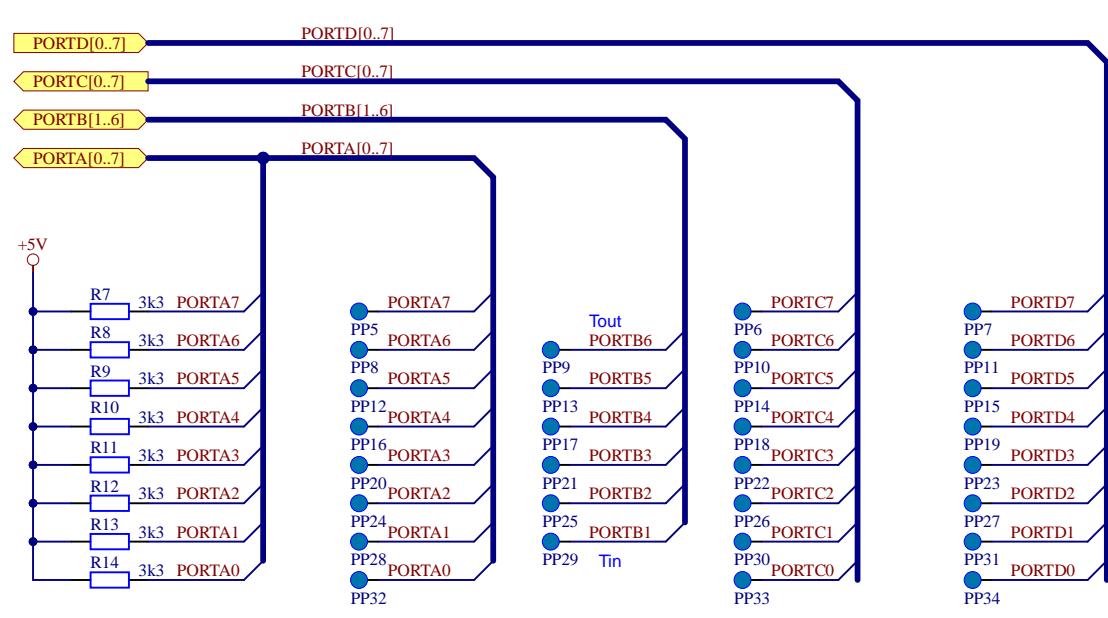 PORTD[0..7] PORTD[0..7]
PORTC[0..7] PORTC[0..7]
PORTB[1..6] PORTB[1..6]
PORTA[0..7] PORTA[0..7]
+5V
R7 3k3 PORTA7
R8 3k3 PORTA6
R9 3k3 PORTA5
R10 3k3 PORTA4
R11 3k3 PORTA3
R12 3k3 PORTA2
R13 3k3 PORTA1
R14 3k3 PORTA0
PORTA7
PP5
PORTA6
PP8
PORTA5
PP12
PORTA4
PP16
PORTA3
PP20
PORTA2
PP24
PORTA1
PP28
PORTA0
PP32
Tout
PORTB6
PP9
PORTB5
PP13
PORTB4
PP17
PORTB3
PP21
PORTB2
PP25
PORTB1
PP29
Tin
PORTC7
PP6
PORTC6
PP10
PORTC5
PP14
PORTC4
PP18
PORTC3
PP22
PORTC2
PP26
PORTC1
PP30
PORTC0
PP33
PORTD7
PP7
PORTD6
PP11
PORTD5
PP15
PORTD4
PP19
PORTD3
PP23
PORTD2
PP27
PORTD1
PP31
PORTD0
PP34